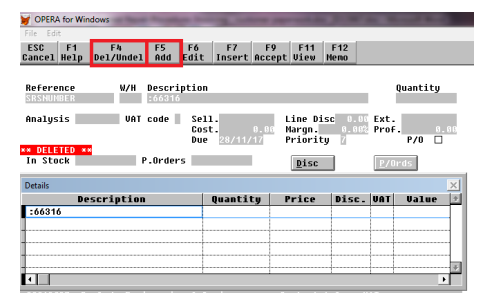 OPERA for Windows
File Edit
ESC F1 F4 F5 F6 F7 F9 F11 F12
Cancel Help Del/Undel Add Edit Insert Accept View Memo
Reference W/H Description Quantity
SRSNUMBER :66316
Analysis VAT code Sell. Line Disc 0.00 Ext.
Cost. 0.00 Margn. 0.00% Prof. 0.00
Due 28/11/17 Priority 7 P/O
** DELETED **
In Stock P.Orders Disc P/Ords
Details
Description Quantity Price Disc. VAT Value
:66316